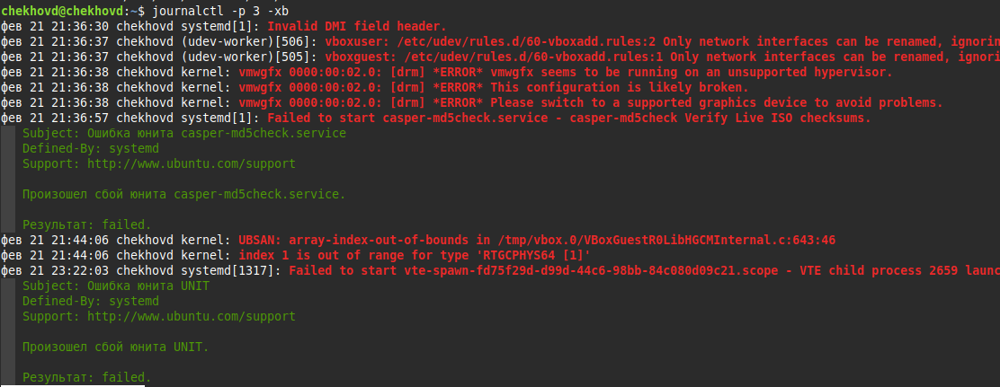 chekhovd@chekhovd:~$ journalctl -p 3 -xb
фев 21 21:36:30 chekhovd systemd[1]: Invalid DMI field header.
фев 21 21:36:37 chekhovd (udev-worker)[506]: vboxuser: /etc/udev/rules.d/60-vboxadd.rules:2 Only network interfaces can be renamed, ignorin
фев 21 21:36:37 chekhovd (udev-worker)[505]: vboxguest: /etc/udev/rules.d/60-vboxadd.rules:1 Only network interfaces can be renamed, ignori
фев 21 21:36:38 chekhovd kernel: vmwgfx 0000:00:02.0: [drm] *ERROR* vmwgfx seems to be running on an unsupported hypervisor.
фев 21 21:36:38 chekhovd kernel: vmwgfx 0000:00:02.0: [drm] *ERROR* This configuration is likely broken.
фев 21 21:36:38 chekhovd kernel: vmwgfx 0000:00:02.0: [drm] *ERROR* Please switch to a supported graphics device to avoid problems.
фев 21 21:36:57 chekhovd systemd[1]: Failed to start casper-md5check.service - casper-md5check Verify Live ISO checksums.
Subject: Ошибка юнита casper-md5check.service
Defined-By: systemd
Support: http://www.ubuntu.com/support
Произошел сбой юнита casper-md5check.service.
Результат: failed.
фев 21 21:44:06 chekhovd kernel: UBSAN: array-index-out-of-bounds in /tmp/vbox.0/VBoxGuestR0LibHGCMInternal.c:643:46
фев 21 21:44:06 chekhovd kernel: index 1 is out of range for type 'RTGCPHYS64 [1]'
фев 21 23:22:03 chekhovd systemd[1317]: Failed to start vte-spawn-fd75f29d-d99d-44c6-98bb-84c080d09c21.scope - VTE child process 2659 launc
Subject: Ошибка юнита UNIT
Defined-By: systemd
Support: http://www.ubuntu.com/support
Произошел сбой юнита UNIT.
Результат: failed.